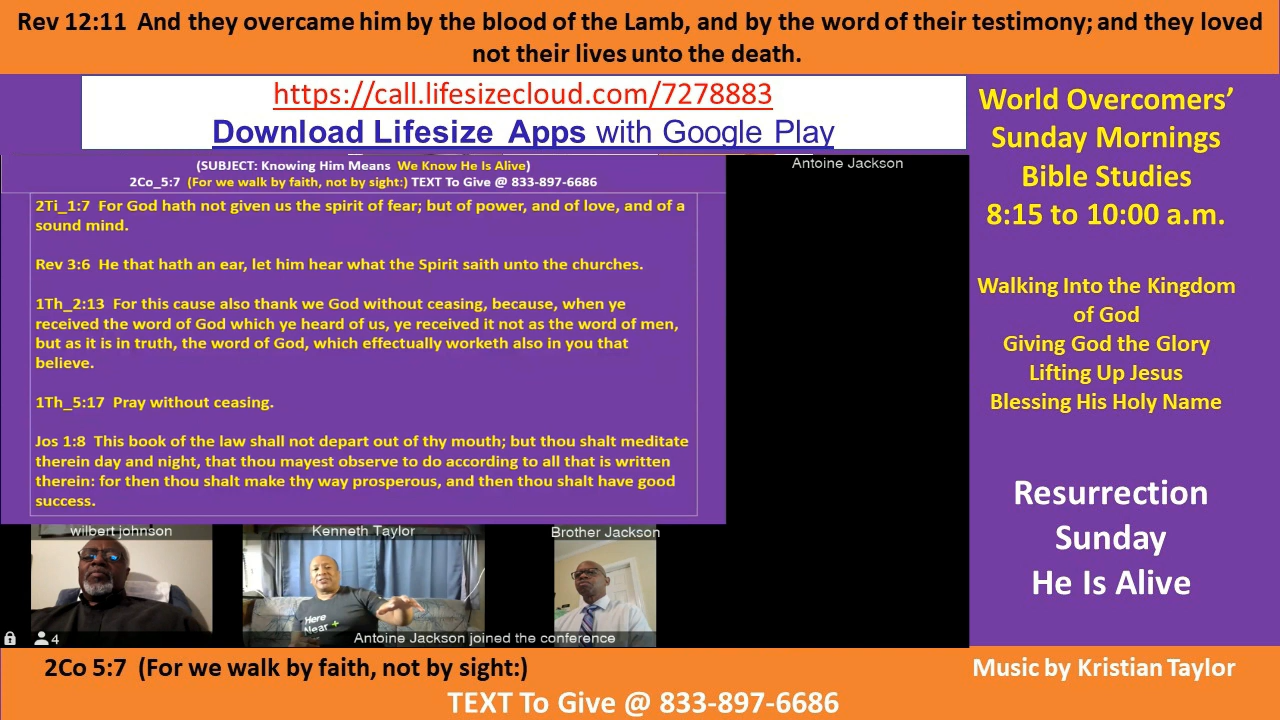 Rev 12:11 And they overcame him by the blood of the Lamb, and by the word of their testimony; and they loved
not their lives unto the death.
https://call.lifesizecloud.com/7278883
Download Lifesize Apps with Google Play
(SUBJECT: Knowing Him Means We Know He Is Alive)
2Co_5:7 (For we walk by faith, not by sight:) TEXT To Give @ 833-897-6686
2Ti_1:7 For God hath not given us the spirit of fear; but of power, and of love, and of a
sound mind.
Rev 3:6 He that hath an ear, let him hear what the Spirit saith unto the churches.
1Th_2:13 For this cause also thank we God without ceasing, because, when ye
received the word of God which ye heard of us, ye received it not as the word of men,
but as it is in truth, the word of God, which effectually worketh also in you that
believe.
1Th_5:17 Pray without ceasing.
Jos 1:8 This book of the law shall not depart out of thy mouth; but thou shalt meditate
therein day and night, that thou mayest observe to do according to all that is written
therein: for then thou shalt make thy way prosperous, and then thou shalt have good
success.
Antoine Jackson
wilbert johnson
Kenneth Taylor
Brother Jackson
Here
Near +
4
Antoine Jackson joined the conference
World Overcomers'
Sunday Mornings
Bible Studies
8:15 to 10:00 a.m.
Walking Into the Kingdom
of God
Giving God the Glory
Lifting Up Jesus
Blessing His Holy Name
Resurrection
Sunday
He Is Alive
2Co 5:7 (For we walk by faith, not by sight:)
Music by Kristian Taylor
TEXT To Give @ 833-897-6686